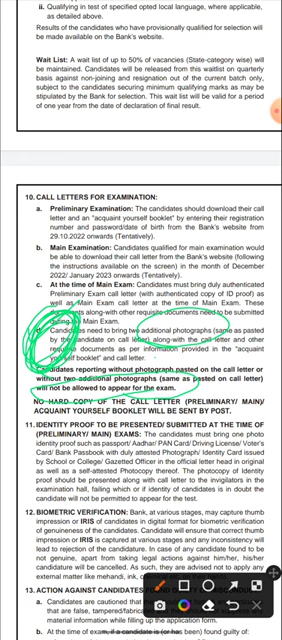 ii. Qualifying in test of specified opted local language, where applicable,
as detailed above.
Results of the candidates who have provisionally qualified for selection will
be made available on the Bank's website.
Wait List: A wait list of up to 50% of vacancies (State-category wise) will
be maintained. Candidates will be released from this waitlist on quarterly
basis against non-joining and resignation out of the current batch only,
subject to the candidates securing minimum qualifying marks as may be
stipulated by the Bank for selection. This wait list will be valid for a period
of one year from the date of declaration of final result.
10. CALL LETTERS FOR EXAMINATION:
a. Preliminary Examination: The candidates should download their call
letter and an "acquaint yourself booklet" by entering their registration
number and password/date of birth from the Bank's website from
29.10.2022 onwards (Tentatively).
b. Main Examination: Candidates qualified for main examination would
be able to download their call letter from the Bank's website (following
the instructions available on the screen) in the month of December
2022/ January 2023 onwards (Tentatively).
c. At the time of Main Exam: Candidates must bring duly authenticated
Preliminary Exam call letter (with authenticated copy of ID proof) as
well as Main Exam call letter at the time of Main Exam. These
documents along-with other requisite documents need to be submitted
during the Main Exam.
d. Candidates need to bring two additional photographs (same as pasted
by the candidate on call letter) along-with the call letter and other
requisite documents as per information provided in the "acquaint
yourself booklet" and call letter.
Candidates reporting without photograph pasted on the call letter or
without two additional photographs (same as pasted on call letter)
will not be allowed to appear for the exam.
NO HARD COPY OF THE CALL LETTER (PRELIMINARY/ MAIN)/
ACQUAINT YOURSELF BOOKLET WILL BE SENT BY POST.
11. IDENTITY PROOF TO BE PRESENTED/ SUBMITTED AT THE TIME OF
(PRELIMINARY/ MAIN) EXAMS: The candidates must bring one photo
identity proof such as passport/ Aadhar/ PAN Card/ Driving License/ Voter's
Card/ Bank Passbook with duly attested Photograph/ Identity Card issued
by School or College/ Gazetted Officer in the official letter head in original
as well as a self-attested Photocopy thereof. The photocopy of Identity
proof should be presented along with call letter to the invigilators in the
examination hall, failing which or if identity of candidates is in doubt the
candidate will not be permitted to appear for the test.
12. BIOMETRIC VERIFICATION: Bank, at various stages, may capture thumb
impression or IRIS of candidates in digital format for biometric verification
of genuineness of the candidates. Candidate will ensure that correct thumb
impression or IRIS is captured at various stages and any inconsistency will
lead to rejection of the candidature. In case of any candidate found to be
not genuine, apart from taking legal actions against him/her, his/her
candidature will be cancelled. As such, they are advised not to apply any
external matter like mehandi, ink,
13. ACTION AGAINST CANDIDATES FOUND
a. Candidates are cautioned that
that are false, tampered/fabricated
material information while filling up the application form.
b. At the time of exam, if a candidate is (or has been) found guilty of: